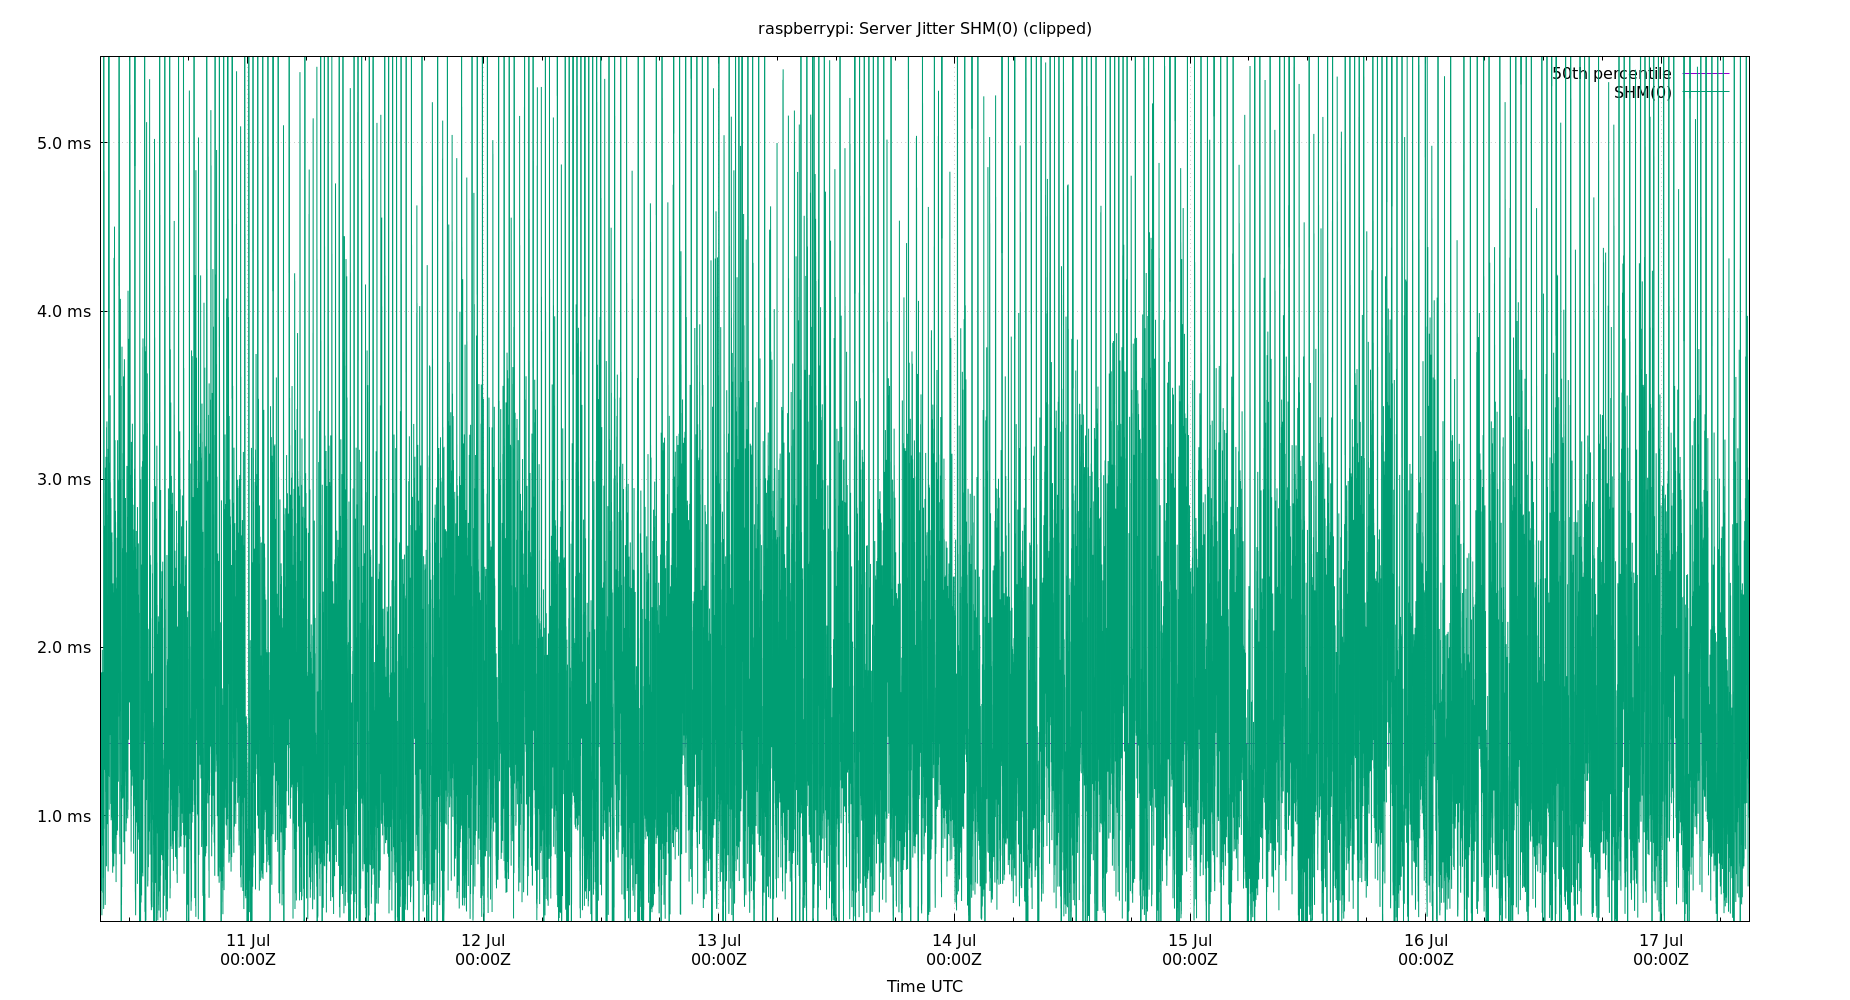 raspberrypi: Server Jitter SHM(0) (clipped)
50th percentile
SHM(0)
5.0 ms
4.0 ms
3.0 ms
2.0 ms
1.0 ms
11 Jul 12 Jul 13 Jul 14 Jul 15 Jul 16 Jul 17 Jul
00:00Z 00:00Z 00:00Z 00:00Z 00:00Z 00:00Z 00:00Z
Time UTC